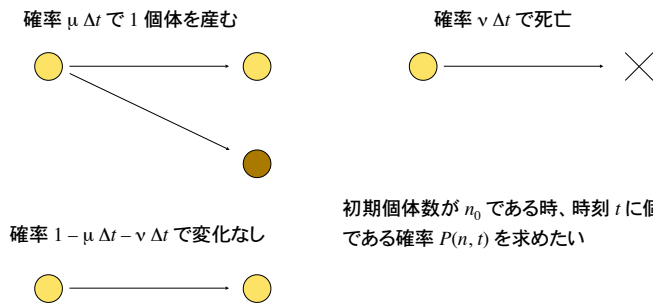 確率 μ Δt で 1 個体を産む
確率 ν Δt で死亡
確率 1 – μ Δt – ν Δt で変化なし
初期個体数が n₀ である時、時刻 t に個
である確率 P(n, t) を求めたい